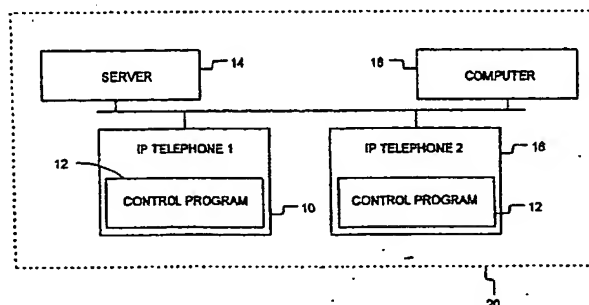 SERVER 14 18 COMPUTER
IP TELEPHONE 1 IP TELEPHONE 2 16
12 CONTROL PROGRAM 10 CONTROL PROGRAM 12
20